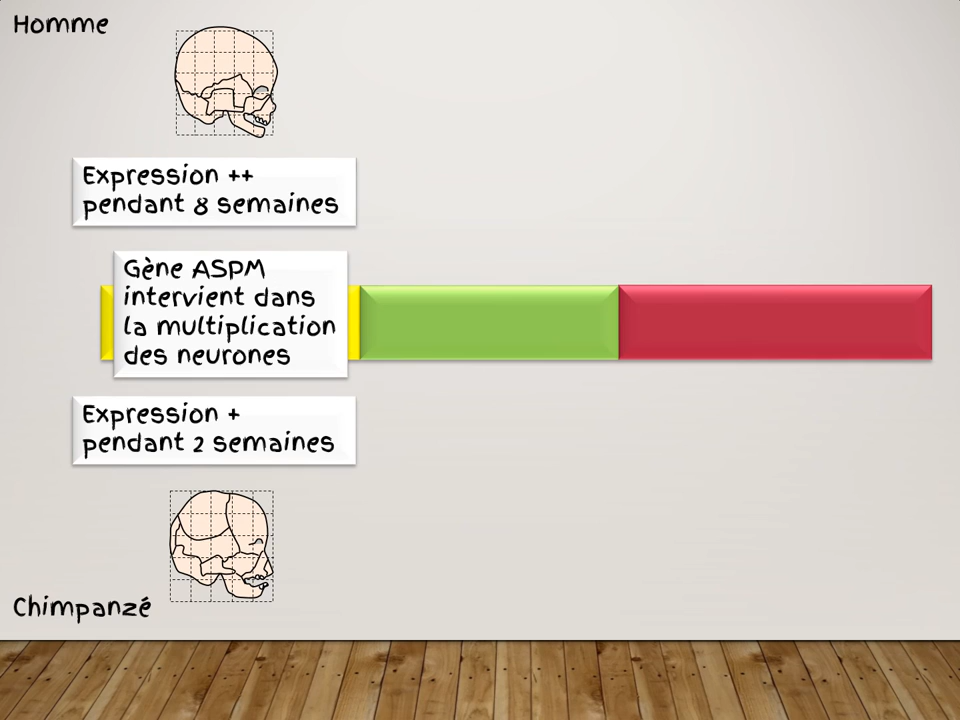 Homme
Expression ++
pendant 8 semaines
Gène ASPM
intervient dans
la multiplication
des neurones
Expression +
pendant 2 semaines
Chimpanzé